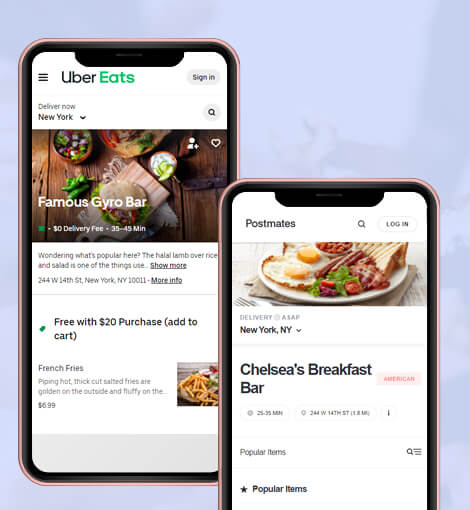 Uber Eats
Sign in
Deliver now
New York
Famous Gyro Bar
• $0 Delivery Fee • 35–45 Min
Wondering what's popular here? The halal lamb over rice
and salad is one of the things use... Show more
244 W 14th St, New York, NY 10011 • More info
Free with $20 Purchase (add to
cart)
French Fries
Piping hot, thick cut salted fries are
golden on the outside and fluffy on the...
$6.99
Postmates
LOG IN
DELIVERY ASAP
New York, NY
Chelsea's Breakfast
Bar
AMERICAN
25-35 MIN
244 W 14TH ST (1.8 MI)
Popular Items
Popular Items